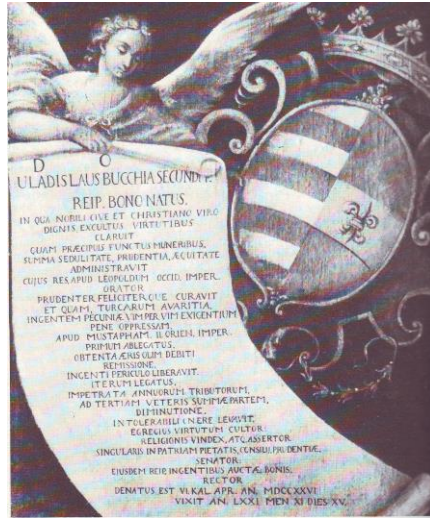 D O
ULADISLAUS BUCCHIA SECUNDI F.
REIP. BONO NATUS.
IN QUA NOBILI CIVE ET CHRISTIANO VIRO
DIGNIS EXCULTUS VIRTUTIBUS
CLARUIT
QUAM PRÆCIPUIS FUNCTUS MUNERIBUS,
SUMMA SEDULITATE, PRUDENTIA, ÆQUITATE
ADMINISTRAVIT
CUJUS RES, APUD LEOPOLDUM OCCID. IMPER.
ORATOR
PRUDENTER, FELICITERQUE CURAVIT
ET QUAM, TURCARUM AVARITIA,
INGENTEM PECUNIÆ VIM PER VIM EXIGENTIUM
PENE OPPRESSAM,
APUD MUSTAPHAM. II. ORIEN. IMPER.
PRIMUM ABLEGATUS,
OBTENTA ÆRIS OLIM DEBITI
REMISSIONE,
INGENTI PERICULO LIBERAVIT.
ITERUM LEGATUS,
IMPETRATA ANNUORUM TRIBUTORUM,
AD TERTIAM VETERIS SUMMÆ PARTEM,
DIMINUTIONE,
INTOLERABILI ONERE LEVAVIT,
EGREGIUS VIRTUTUM CULTOR
RELIGIONIS VINDEX, ATQ. ASSERTOR
SINGULARIS IN PATRIAM PIETATIS, CONSILII, PRUDENTIÆ,
SENATOR:
EIUSDEM REIP. INGENTIBUS AUCTÆ BONIS,
RECTOR
DENATUS EST VI. KAL. APR. AN. MDCCXXVI
VIXIT AN. LXXI MEN XI DIES XV.